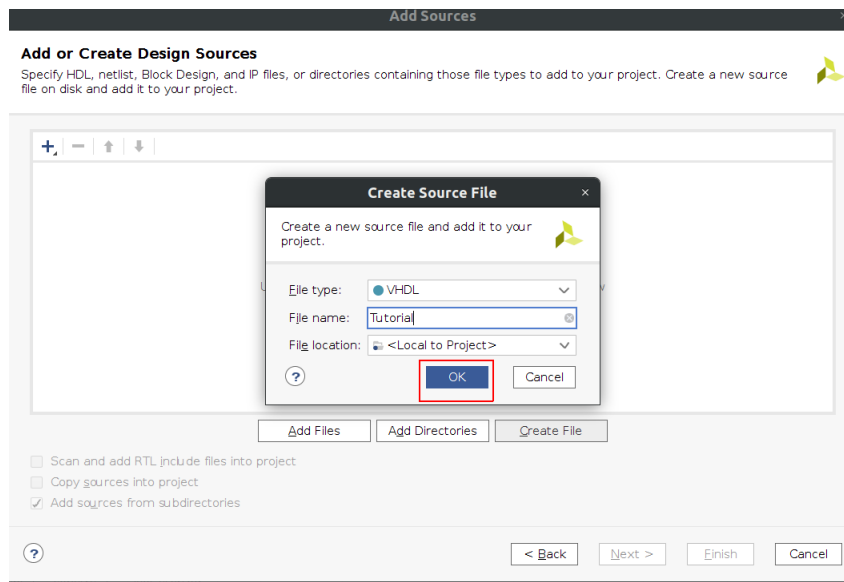 Add Sources
Add or Create Design Sources
Specify HDL, netlist, Block Design, and IP files, or directories containing those file types to add to your project. Create a new source
file on disk and add it to your project.
Create Source File
Create a new source file and add it to your
project.
File type: VHDL
File name: Tutorial
File location: <Local to Project>
? OK Cancel
Add Files Add Directories Create File
Scan and add RTL include files into project
Copy sources into project
Add sources from subdirectories
? < Back Next > Finish Cancel